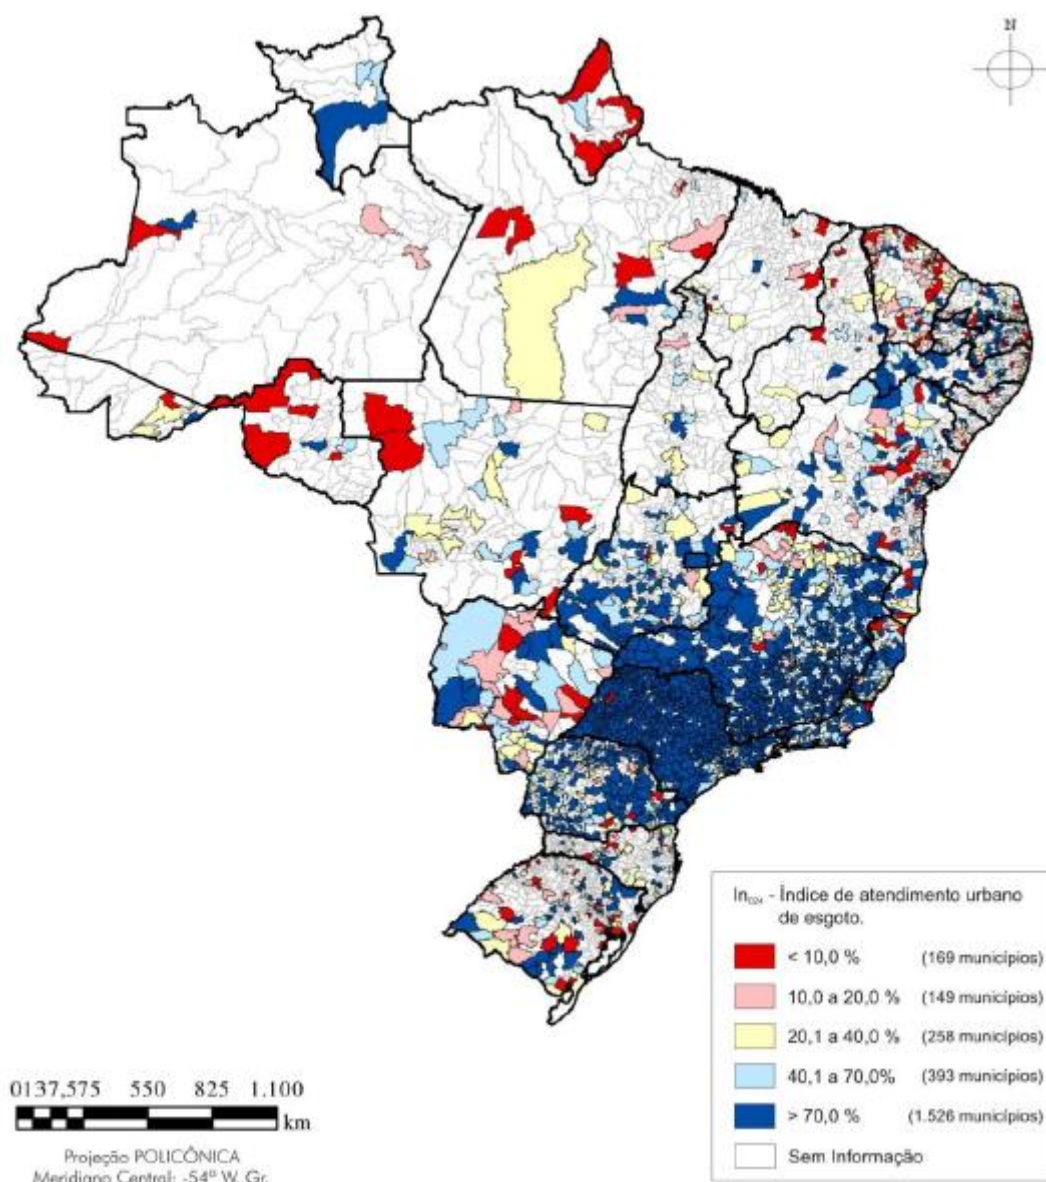 N
In₀₂₄ - Índice de atendimento urbano
de esgoto.
< 10,0 % (169 municípios)
10,0 a 20,0 % (149 municípios)
20,1 a 40,0 % (258 municípios)
40,1 a 70,0% (393 municípios)
> 70,0 % (1.526 municípios)
Sem Informação
0137,575 550 825 1.100
km
Projeção POLICÔNICA
Meridiano Central: -54º W. Gr.